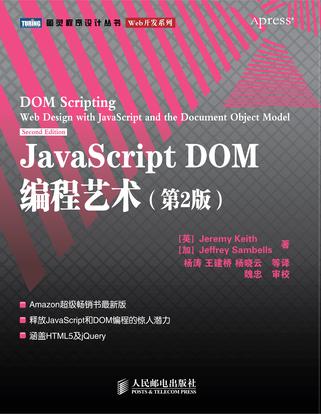 TURING 图灵程序设计丛书 Web开发系列
Apress®
DOM Scripting
Web Design with JavaScript and the Document Object Model
Second Edition
JavaScript DOM
编程艺术（第2版）
[英] Jeremy Keith
[加] Jeffrey Sambells 著
杨涛 王建桥 杨晓云 等译
魏忠 审校
Amazon超级畅销书最新版
释放JavaScript和DOM编程的惊人潜力
涵盖HTML5及jQuery
人民邮电出版社
POSTS & TELECOM PRESS